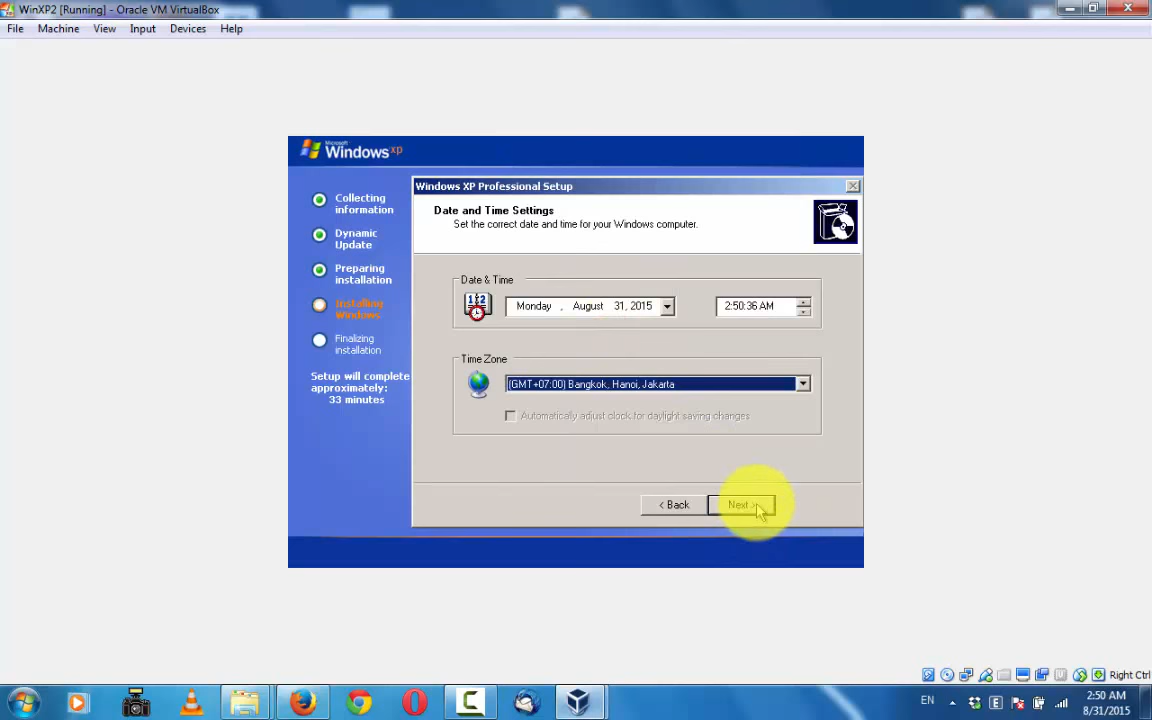 WinXP2 [Running] - Oracle VM VirtualBox
File Machine View Input Devices Help
Microsoft
Windows xp
Collecting
information
Dynamic
Update
Preparing
installation
Installing
Windows
Finalizing
installation
Setup will complete
approximately:
33 minutes
Windows XP Professional Setup
Date and Time Settings
Set the correct date and time for your Windows computer.
Date & Time
Monday , August 31, 2015
2:50:36 AM
Time Zone
(GMT+07:00) Bangkok, Hanoi, Jakarta
Automatically adjust clock for daylight saving changes
< Back
Next >
Right Ctrl
EN
2:50 AM
8/31/2015